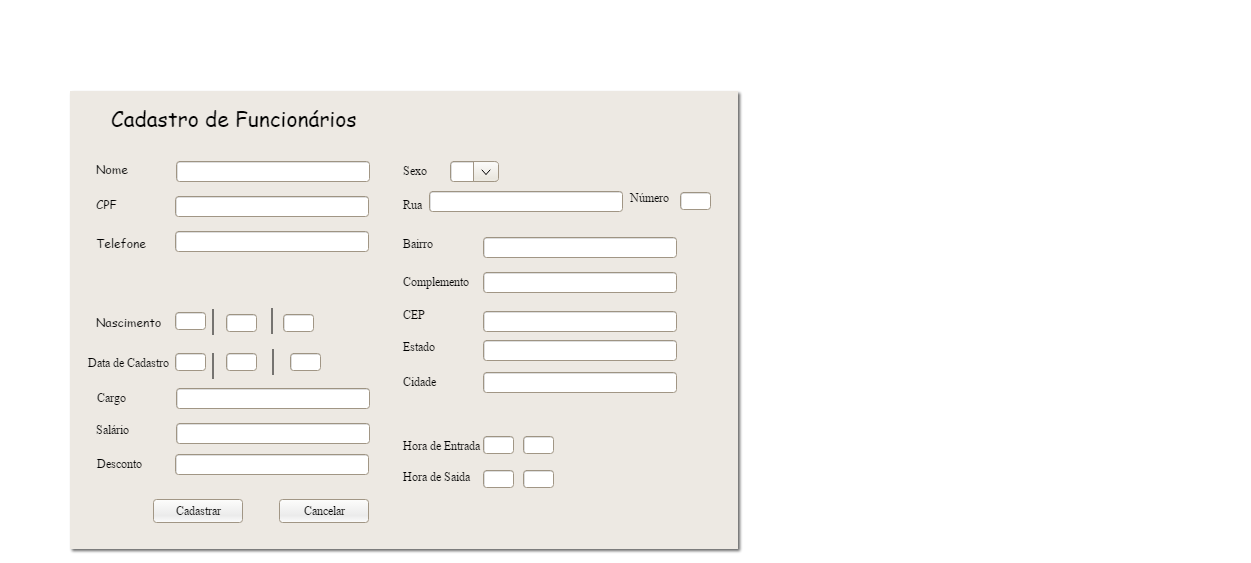 Cadastro de Funcionários
Nome
CPF
Telefone
Nascimento
Data de Cadastro
Cargo
Salário
Desconto
Cadastrar
Cancelar
Sexo
Rua
Número
Bairro
Complemento
CEP
Estado
Cidade
Hora de Entrada
Hora de Saida